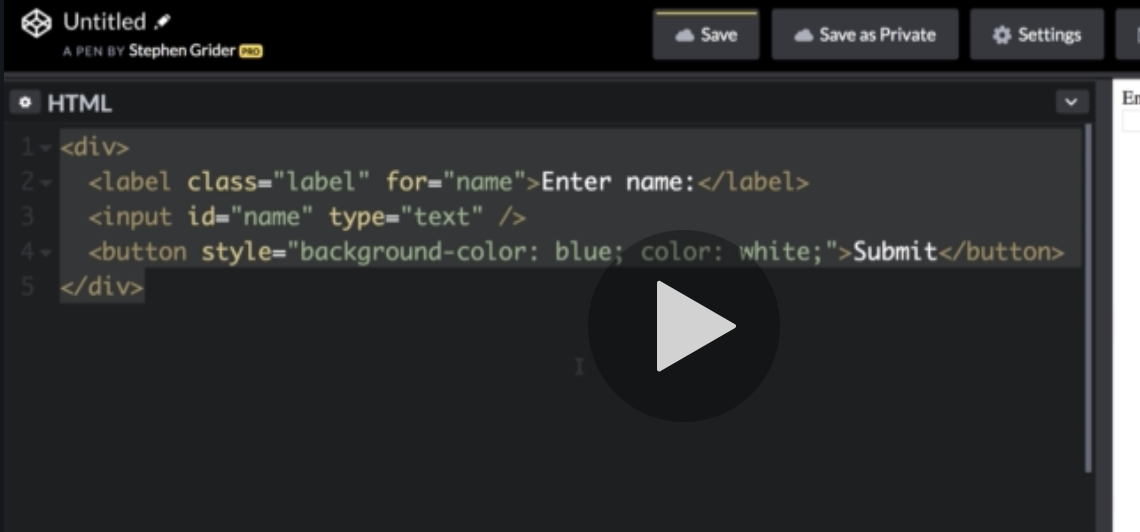 Untitled
A PEN BY Stephen Grider PRO
Save
Save as Private
Settings
HTML
1 <div>
2 <label class="label" for="name">Enter name:</label>
3 <input id="name" type="text" />
4 <button style="background-color: blue; color: white;">Submit</button>
5 </div>